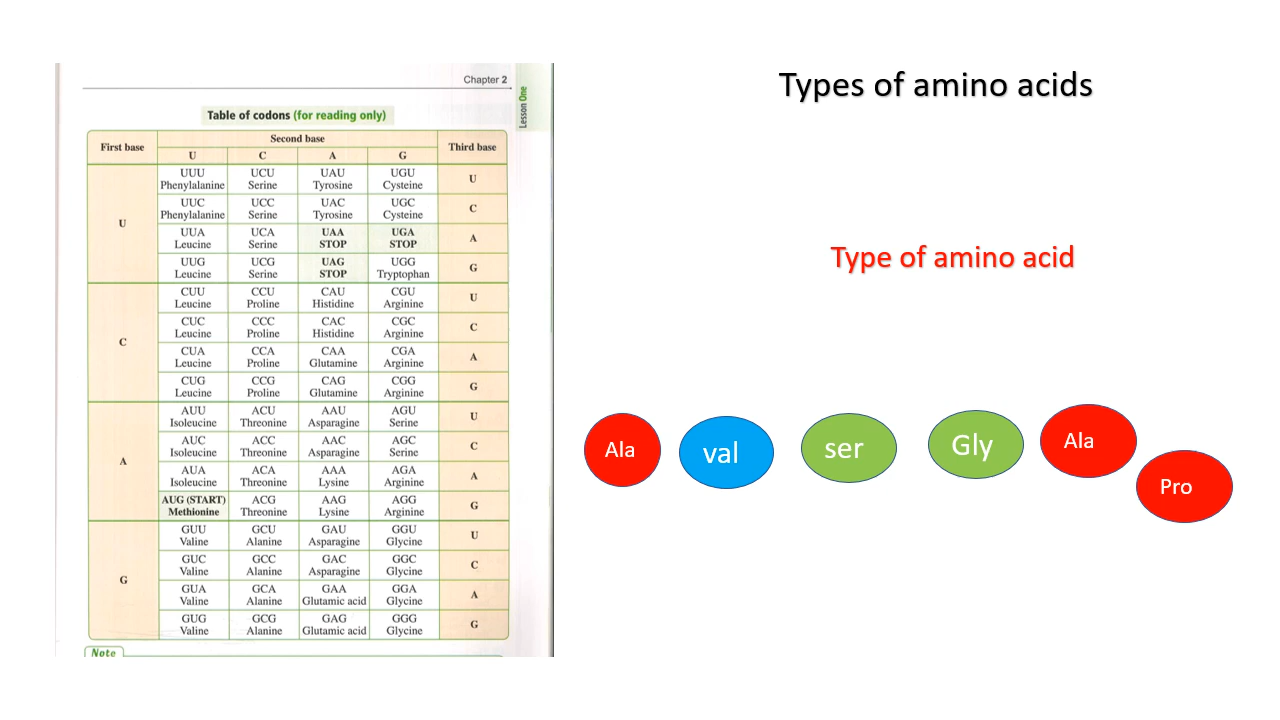 Types of amino acids
Chapter 2
Lesson One
Table of codons (for reading only)
First base
Second base
Third base
U C A G
U
UUU UCU UAU UGU
Phenylalanine Serine Tyrosine Cysteine
U
UUC UCC UAC UGC
Phenylalanine Serine Tyrosine Cysteine
C
UUA UCA UAA UGA
Leucine Serine STOP STOP
A
UUG UCG UAG UGG
Leucine Serine STOP Tryptophan
G
C
CUU CCU CAU CGU
Leucine Proline Histidine Arginine
U
CUC CCC CAC CGC
Leucine Proline Histidine Arginine
C
CUA CCA CAA CGA
Leucine Proline Glutamine Arginine
A
CUG CCG CAG CGG
Leucine Proline Glutamine Arginine
G
A
AUU ACU AAU AGU
Isoleucine Threonine Asparagine Serine
U
AUC ACC AAC AGC
Isoleucine Threonine Asparagine Serine
C
AUA ACA AAA AGA
Isoleucine Threonine Lysine Arginine
A
AUG (START) ACG AAG AGG
Methionine Threonine Lysine Arginine
G
G
GUU GCU GAU GGU
Valine Alanine Asparagine Glycine
U
GUC GCC GAC GGC
Valine Alanine Asparagine Glycine
C
GUA GCA GAA GGA
Valine Alanine Glutamic acid Glycine
A
GUG GCG GAG GGG
Valine Alanine Glutamic acid Glycine
G
Note
Type of amino acid
Ala val ser Gly Ala
Pro